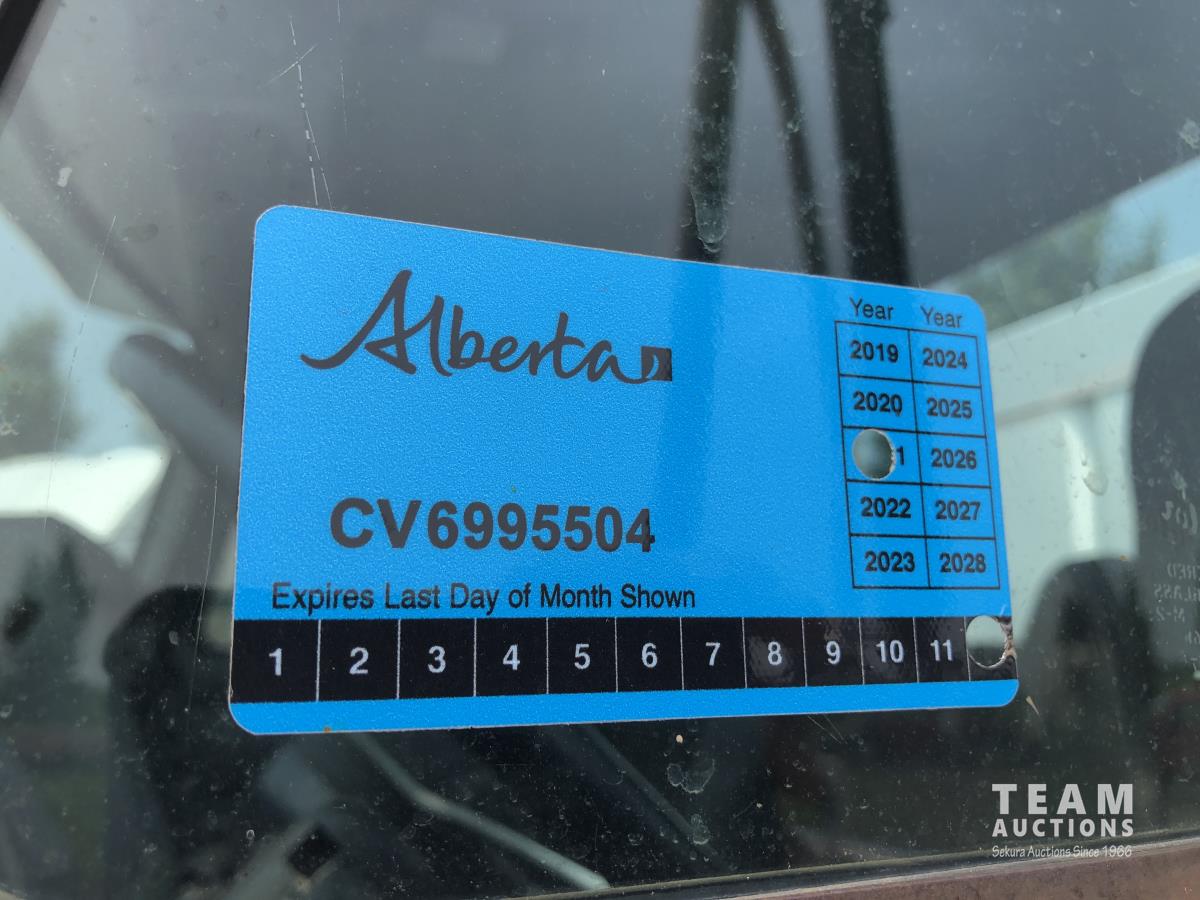 Alberta
Year Year
2019 2024
2020 2025
1 2026
2022 2027
2023 2028
CV6995504
Expires Last Day of Month Shown
1 2 3 4 5 6 7 8 9 10 11
TEAM
AUCTIONS
Sekura Auctions Since 1966